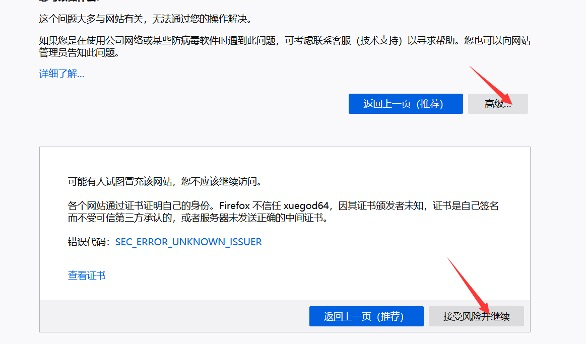 这个问题大多与网站有关，无法通过您的操作解决。
如果您是在使用公司网络或某些防病毒软件时遇到此问题，可考虑联系客服（技术支持）以寻求帮助。您也可以向网站
管理员告知此问题。
详细了解...
返回上一页（推荐） 高级...
可能有人试图冒充该网站，您不应该继续访问。
各个网站通过证书证明自己的身份。Firefox 不信任 xuegod64，因其证书颁发者未知，证书是自己签名
而不受可信第三方承认的，或者服务器未发送正确的中间证书。
错误代码：SEC_ERROR_UNKNOWN_ISSUER
查看证书
返回上一页（推荐） 接受风险并继续